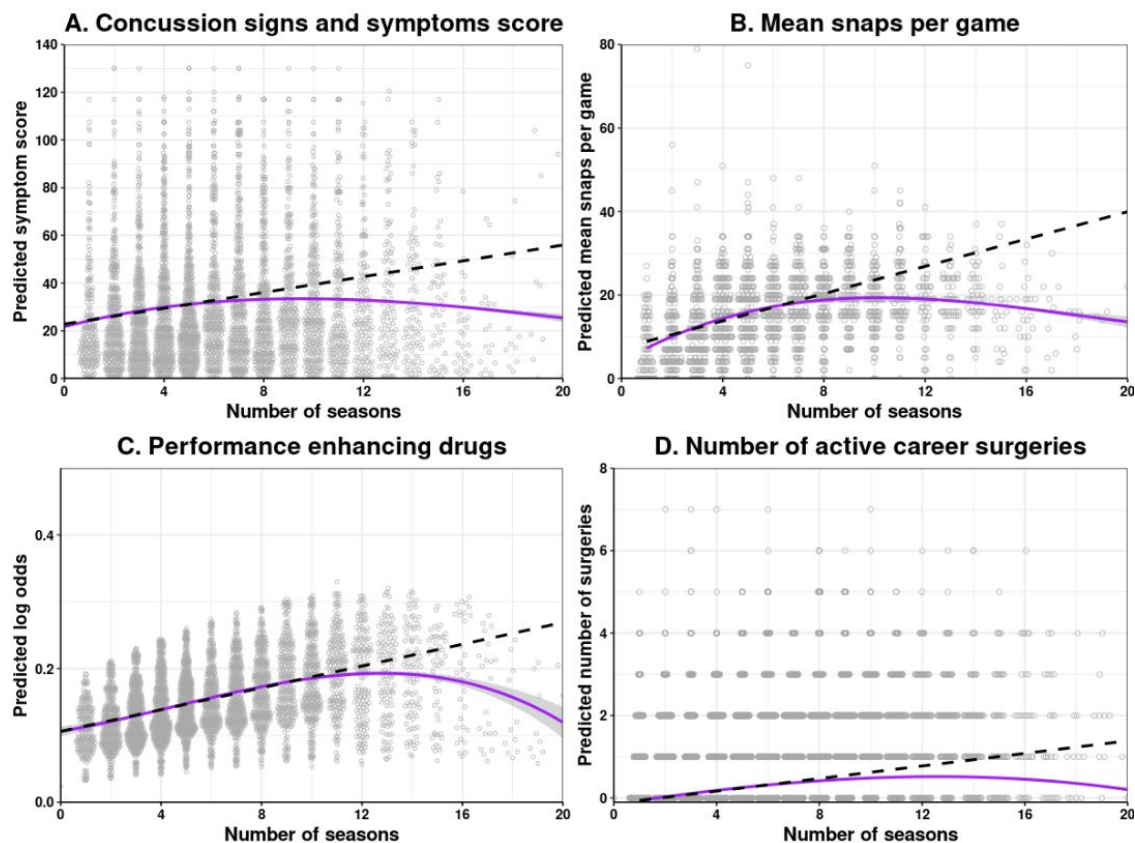 A. Concussion signs and symptoms score
140
120
100
80
60
40
20
0
Predicted symptom score
0 4 8 12 16 20
Number of seasons
B. Mean snaps per game
80
60
40
20
0
Predicted mean snaps per game
0 4 8 12 16 20
Number of seasons
C. Performance enhancing drugs
0.4
0.2
0.0
Predicted log odds
0 4 8 12 16 20
Number of seasons
D. Number of active career surgeries
8
6
4
2
0
Predicted number of surgeries
0 4 8 12 16 20
Number of seasons